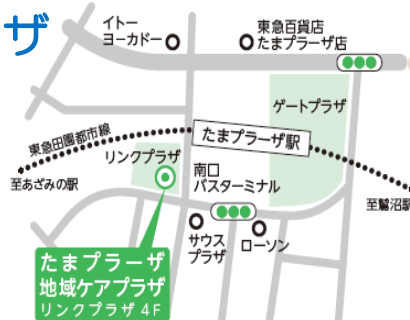 ザ
イトー
ヨーカドー
東急百貨店
たまプラーザ店
ゲートプラザ
東急田園都市線
たまプラーザ駅
リンクプラザ
南口
バスターミナル
至あざみの駅
至鷺沼駅
サウス
プラザ
ローソン
たまプラーザ
地域ケアプラザ
リンクプラザ 4F